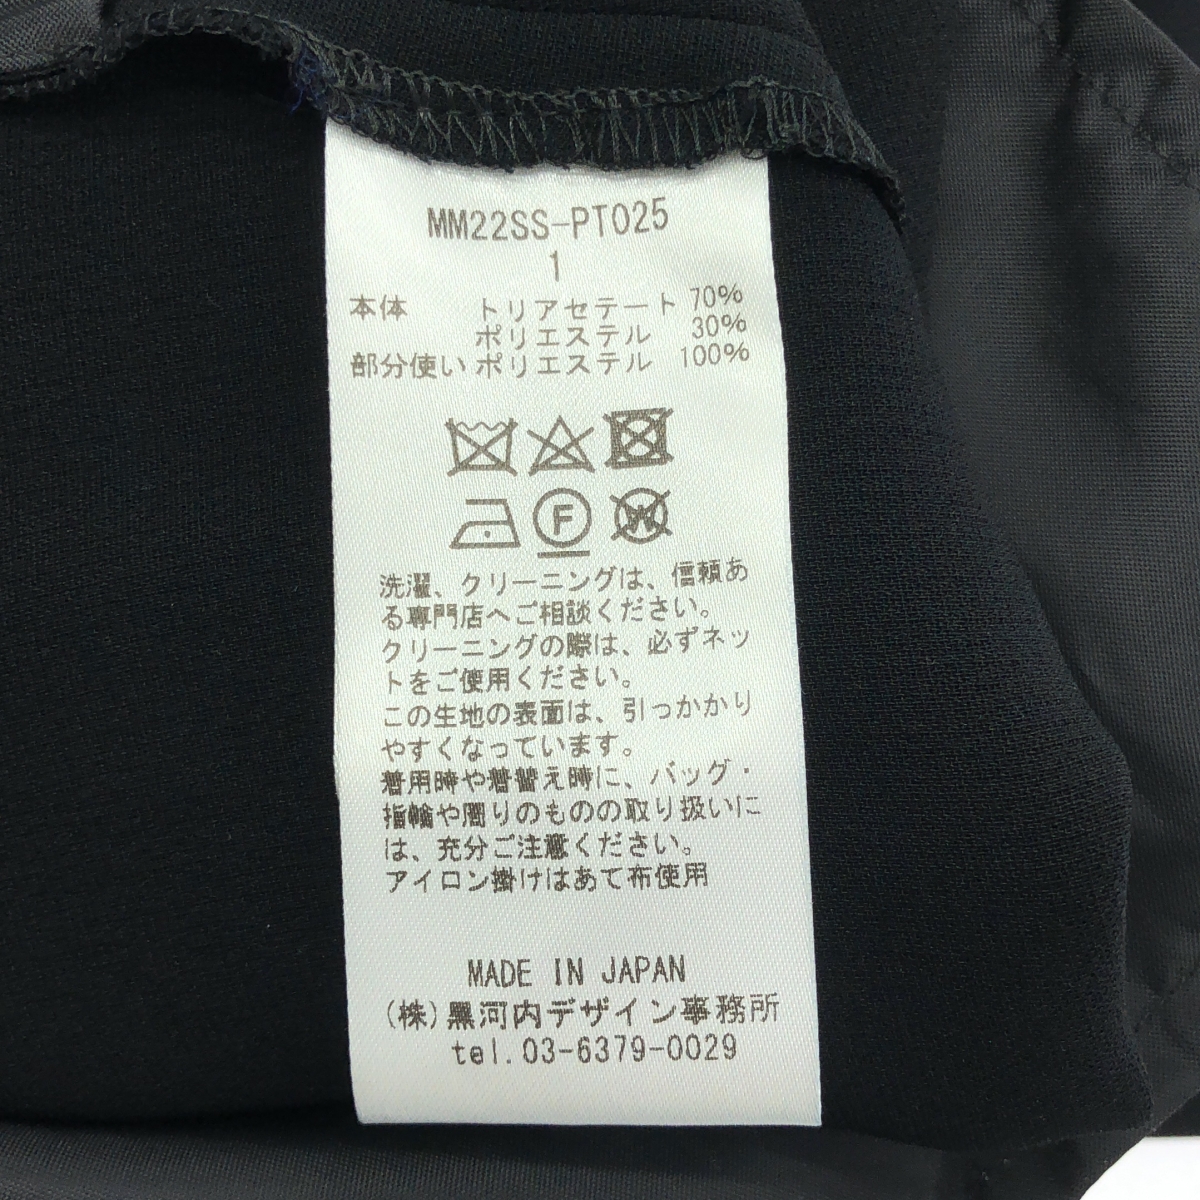 MM22SS-PT025
1
本体 トリアセテート 70%
ポリエステル 30%
部分使い ポリエステル 100%
F
W
洗濯、クリーニングは、信頼あ
る専門店へご相談ください。
クリーニングの際は、必ずネッ
トをご使用ください。
この生地の表面は、引っかかり
やすくなっています。
着用時や着替え時に、バッグ・
指輪や周りのものの取り扱いに
は、充分ご注意ください。
アイロン掛けはあて布使用
MADE IN JAPAN
(株)黒河内デザイン事務所
tel.03-6379-0029